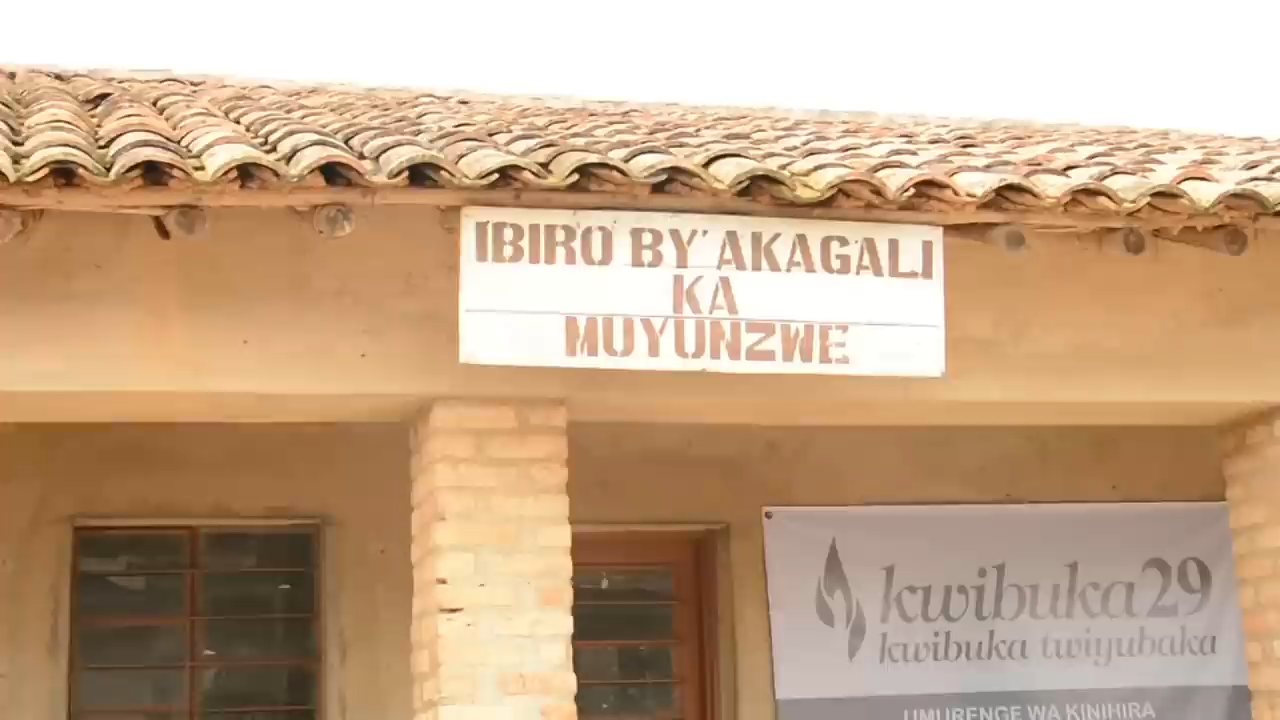 IBIRO BY'AKAGALI
KA
MUYUNZWE
kwibuka29
kwibuka twiyubaka
UMURENGE WA KINIHIRA